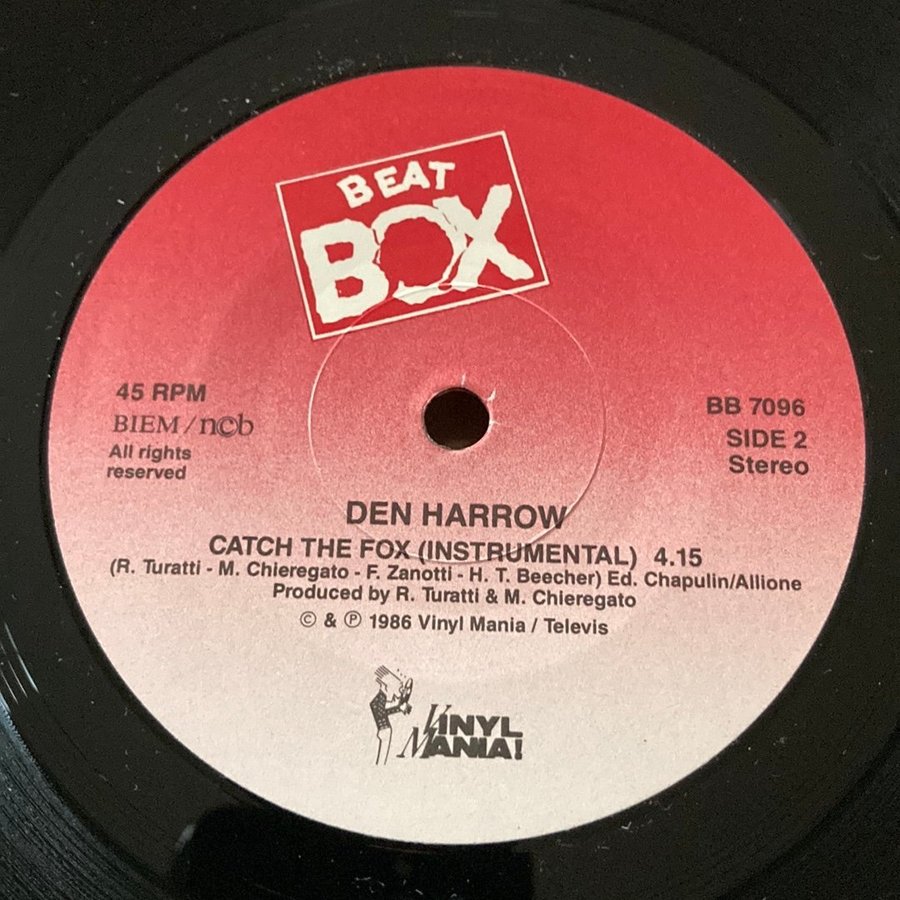 BEAT
BOX
45 RPM
BIEM/ncb
All rights
reserved
BB 7096
SIDE 2
Stereo
DEN HARROW
CATCH THE FOX (INSTRUMENTAL) 4.15
(R. Turatti - M. Chieregato - F. Zanotti - H. T. Beecher) Ed. Chapulin/Allione
Produced by R. Turatti & M. Chieregato
© & ℗ 1986 Vinyl Mania / Televis
VINYL
MANIA!